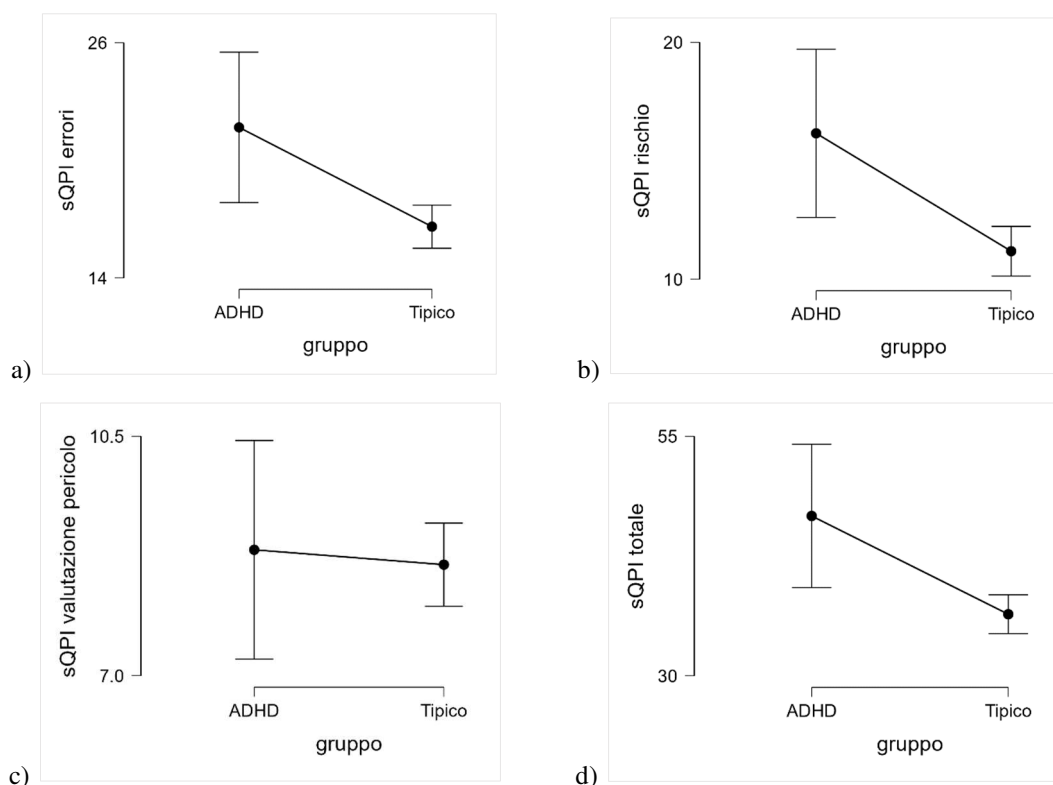 26
sQPI errori
14
ADHD
Tipico
gruppo
a)
20
sQPI rischio
10
ADHD
Tipico
gruppo
b)
10.5
sQPI valutazione pericolo
7.0
ADHD
Tipico
gruppo
c)
55
sQPI totale
30
ADHD
Tipico
gruppo
d)